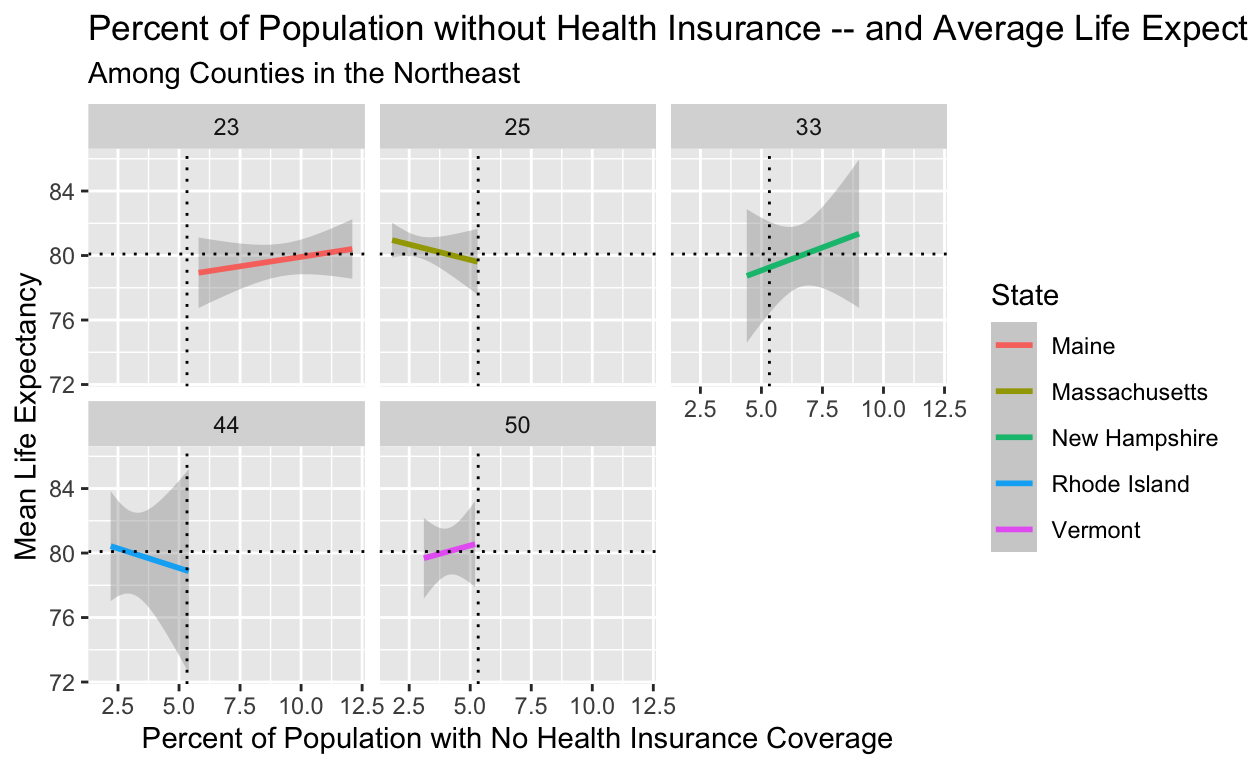 Percent of Population without Health Insurance -- and Average Life Expect
Among Counties in the Northeast
23
25
33
84
80
76
72
2.5 5.0 7.5 10.0 12.5
44
50
84
80
76
72
2.5 5.0 7.5 10.0 12.5
2.5 5.0 7.5 10.0 12.5
Mean Life Expectancy
Percent of Population with No Health Insurance Coverage
State
Maine
Massachusetts
New Hampshire
Rhode Island
Vermont